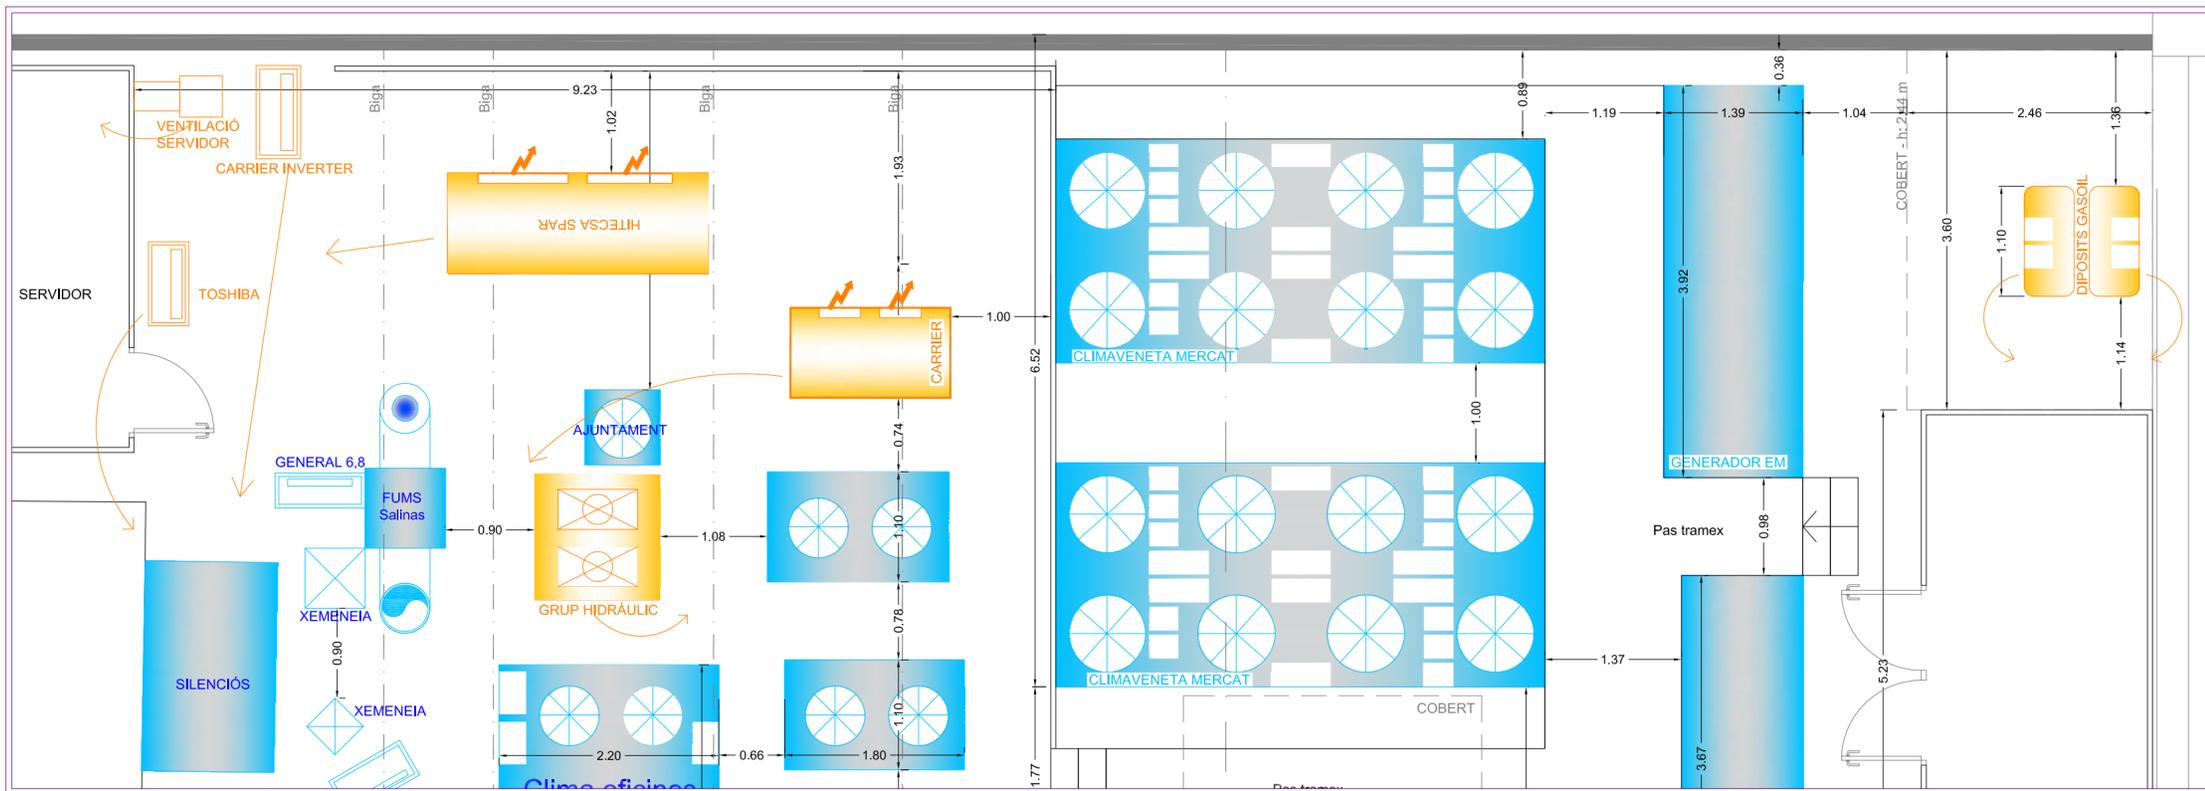 0.36
Biga
Biga
Biga
Biga
9.23
1.02
0.89
1.19
1.39
1.04
COBERT - h: 2,44 m
2.46
1.36
VENTILACIÓ
SERVIDOR
CARRIER INVERTER
1.93
HITECSA SPAR
SERVIDOR
TOSHIBA
3.92
3.60
1.10
DIPOSITS GASOIL
1.00
CARRIER
6.52
CLIMAVENETA MERCAT
1.14
AJUNTAMENT
0.74
1.00
GENERAL 6,8
GENERADOR EM
FUMS
Salinas
0.90
1.08
1.10
Pas tramex
0.98
GRUP HIDRÀULIC
XEMENEIA
0.78
0.90
SILENCIÓS
CLIMAVENETA MERCAT
1.37
5.23
XEMENEIA
1.10
COBERT
2.20
0.66
1.80
1.77
3.67
Clima oficines
Pas tramex